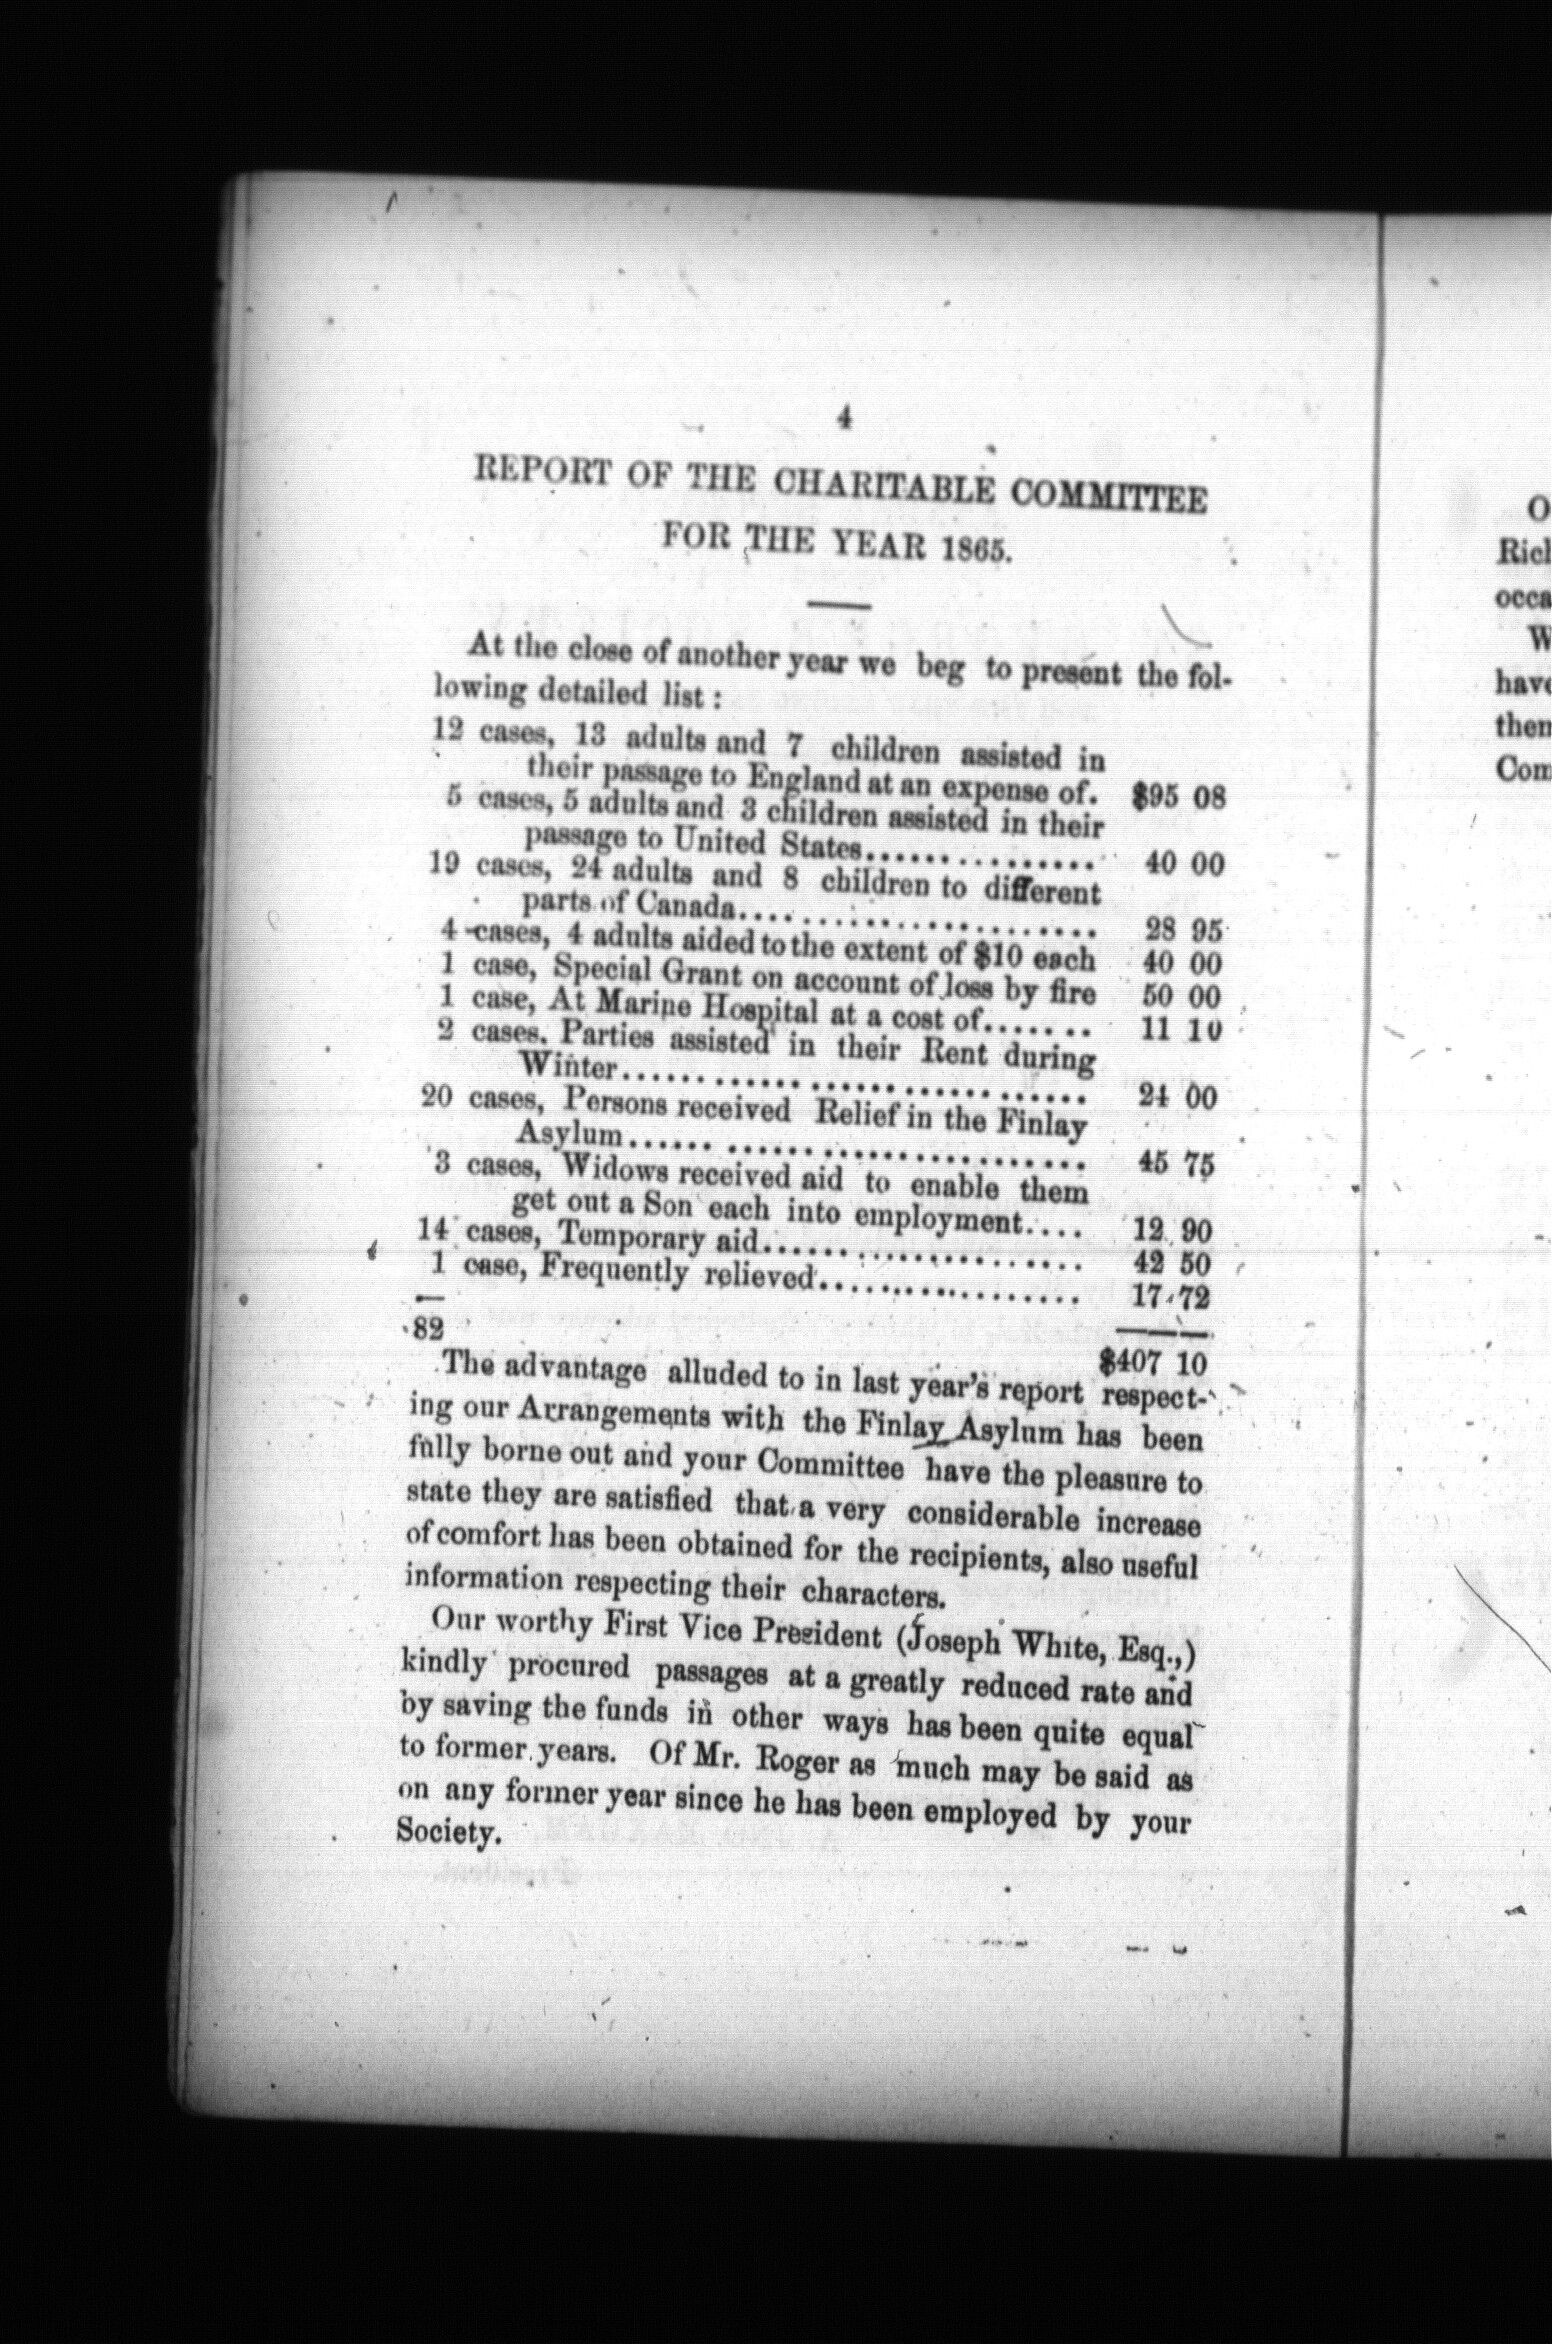 4
REPORT OF THE CHARITABLE COMMITTEE
FOR THE YEAR 1865.
At the close of another year we beg to present the fol-
lowing detailed list :
12 cases, 13 adults and 7 children assisted in
their passage to England at an expense of. $95 08
5 cases, 5 adults and 3 children assisted in their
passage to United States................ 40 00
19 cases, 24 adults and 8 children to different
parts of Canada........................ 28 95
4 cases, 4 adults aided to the extent of $10 each 40 00
1 case, Special Grant on account of loss by fire 50 00
1 case, At Marine Hospital at a cost of....... 11 10
2 cases. Parties assisted in their Rent during
Winter.............................. 24 00
20 cases, Persons received Relief in the Finlay
Asylum............................. 45 75
3 cases, Widows received aid to enable them
get out a Son each into employment.... 12 90
14 cases, Temporary aid..................... 42 50
1 case, Frequently relieved.................. 17 72
82
$407 10
The advantage alluded to in last year's report respect-
ing our Arrangements with the Finlay Asylum has been
fully borne out and your Committee have the pleasure to
state they are satisfied that a very considerable increase
of comfort has been obtained for the recipients, also useful
information respecting their characters.
Our worthy First Vice President (Joseph White, Esq.,)
kindly procured passages at a greatly reduced rate and
by saving the funds in other ways has been quite equal
to former years. Of Mr. Roger as much may be said as
on any former year since he has been employed by your
Society.
O
Rich
occa
W
have
them
Com